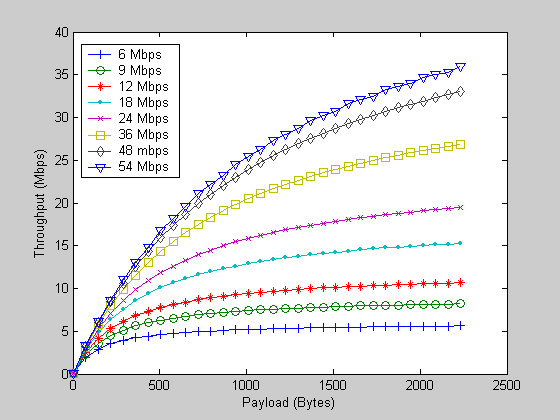 40
35
30
25
20
15
10
5
0
Throughput (Mbps)
6 Mbps
9 Mbps
12 Mbps
18 Mbps
24 Mbps
36 Mbps
48 mbps
54 Mbps
0
500
1000
1500
2000
2500
Payload (Bytes)